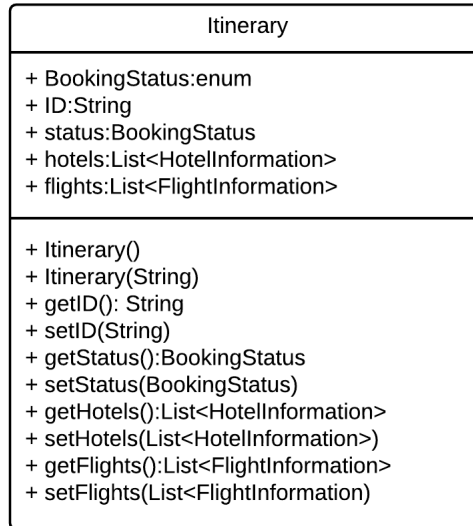 Itinerary
+ BookingStatus:enum
+ ID:String
+ status:BookingStatus
+ hotels:List<HotelInformation>
+ flights:List<FlightInformation>
+ Itinerary()
+ Itinerary(String)
+ getID(): String
+ setID(String)
+ getStatus():BookingStatus
+ setStatus(BookingStatus)
+ getHotels():List<HotelInformation>
+ setHotels(List<HotelInformation>)
+ getFlights():List<FlightInformation>
+ setFlights(List<FlightInformation)